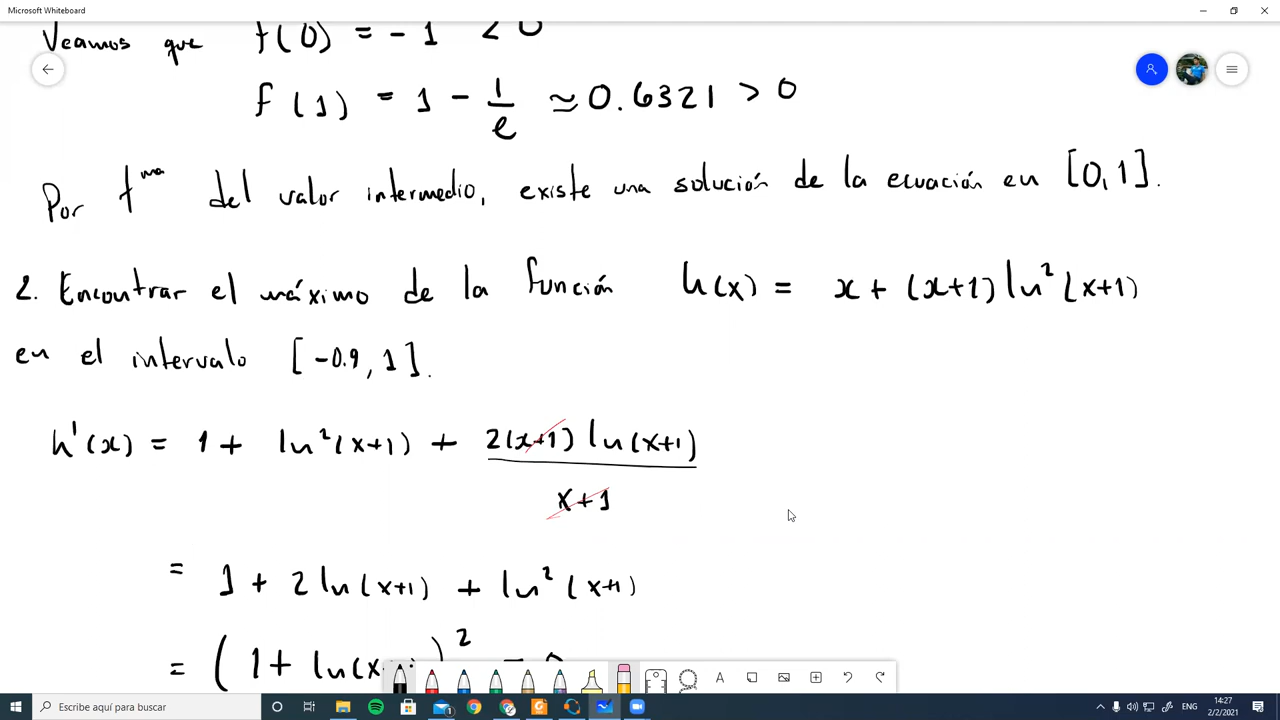 Microsoft Whiteboard
Veamos que f(0) = -1 < 0
f(1) = 1 - 1/e ≃ 0.6321 > 0
Por tma del valor intermedio, existe una solución de la ecuación en [0,1].
2. Encontrar el máximo de la función h(x) = x + (x+1) ln²(x+1)
en el intervalo [-0.9, 1].
h'(x) = 1 + ln²(x+1) + 2(x+1) ln(x+1)
x+1
= 1 + 2 ln(x+1) + ln²(x+1)
= (1 + ln(x )²
A
Escribe aquí para buscar
ENG
14:27
2/2/2021